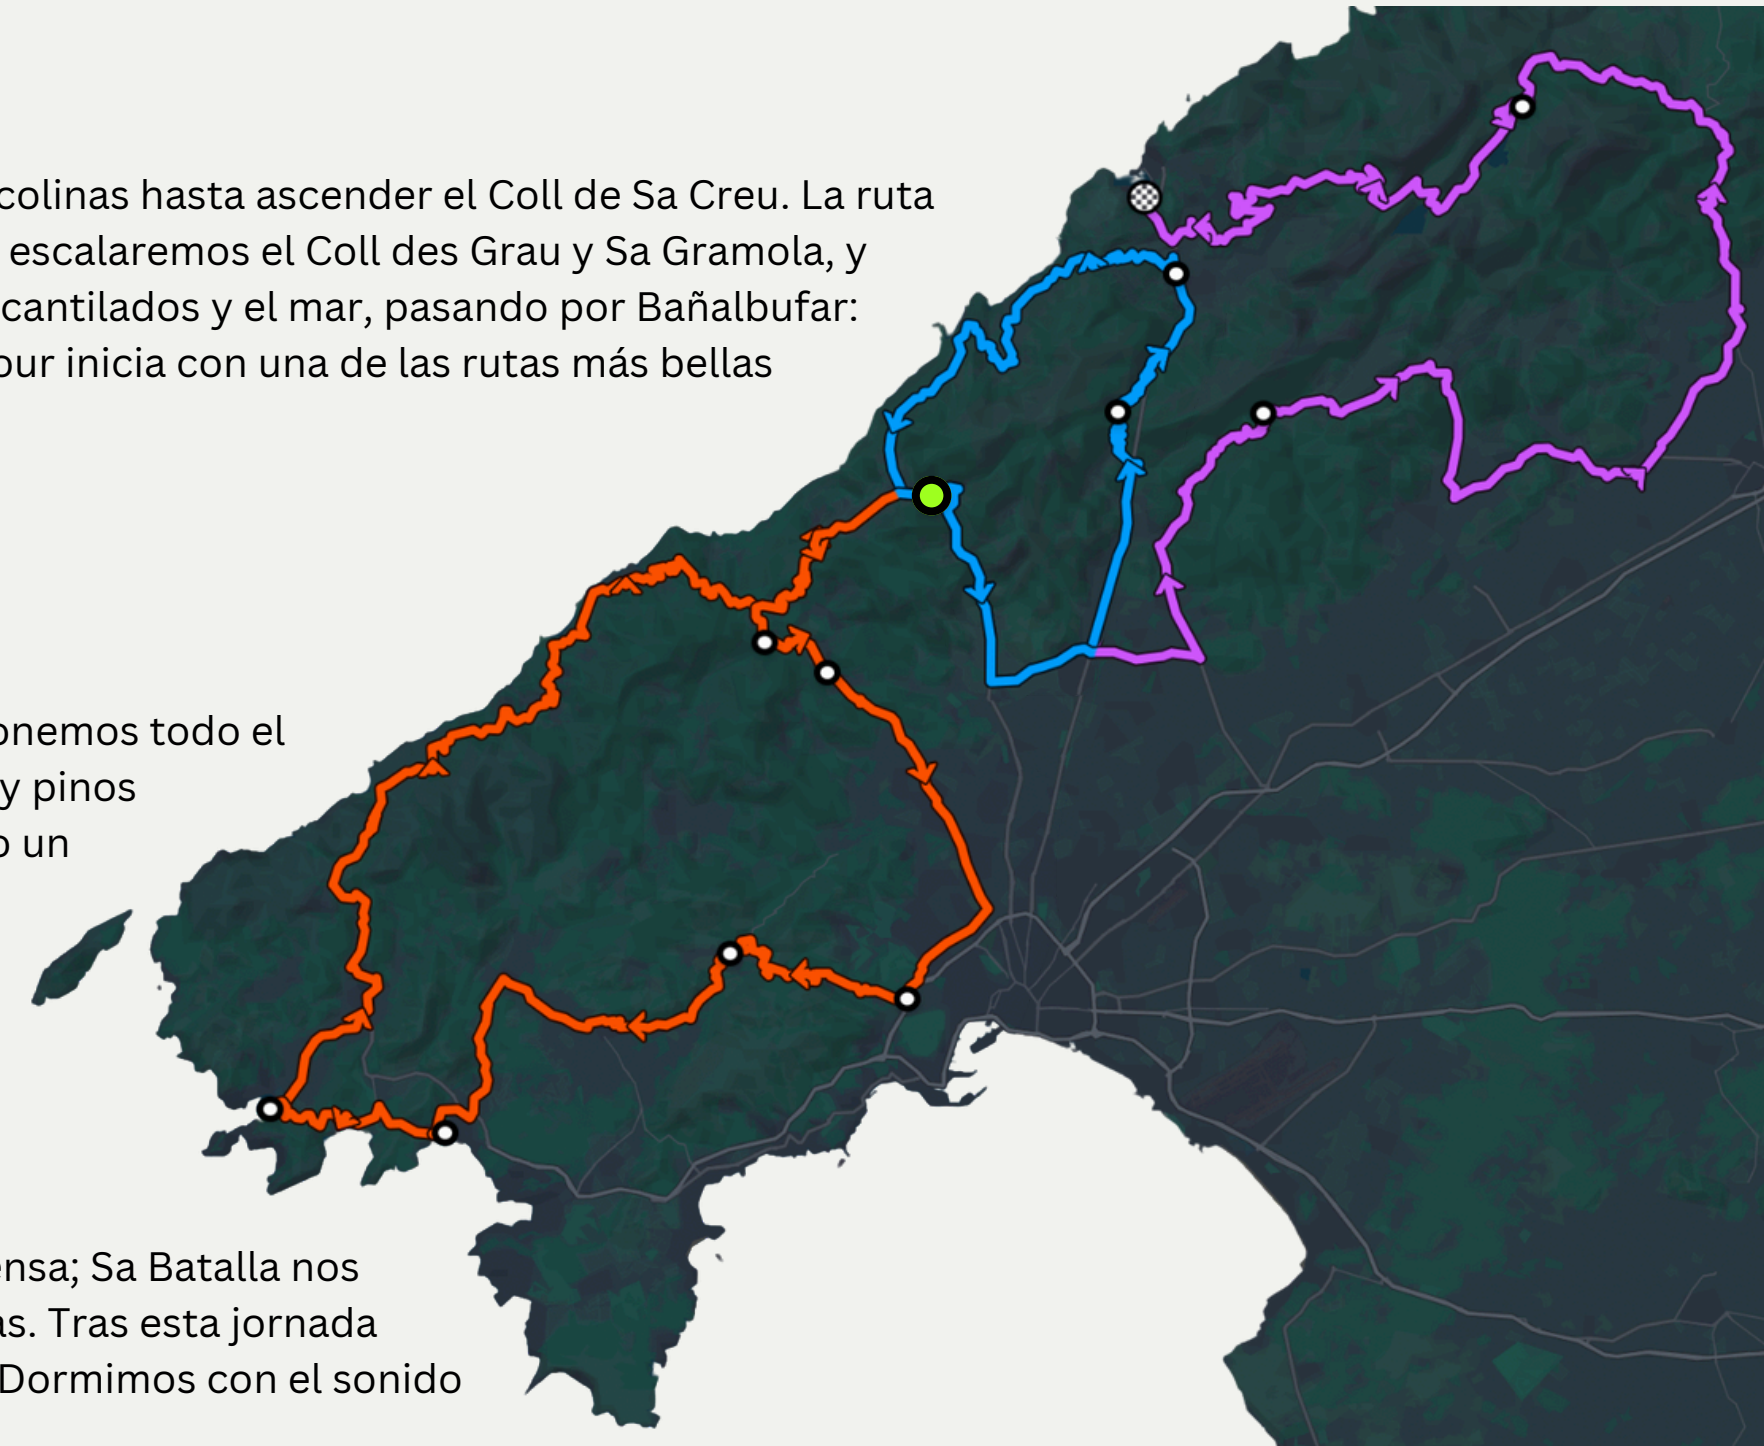 colinas hasta ascender el Coll de Sa Creu. La ruta
escalaremos el Coll des Grau y Sa Gramola, y
cantilados y el mar, pasando por Bañalbufar:
our inicia con una de las rutas más bellas
onemos todo el
y pinos
o un
ensa; Sa Batalla nos
as. Tras esta jornada
Dormimos con el sonido